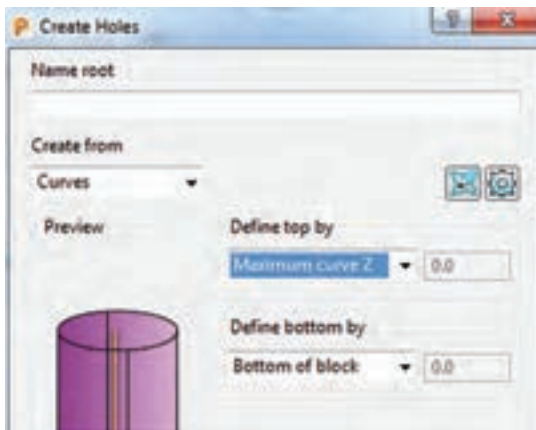 Create Holes
Name root
Create from
Curves
Preview
Define top by
Maximum curve Z 0.0
Define bottom by
Bottom of block 0.0